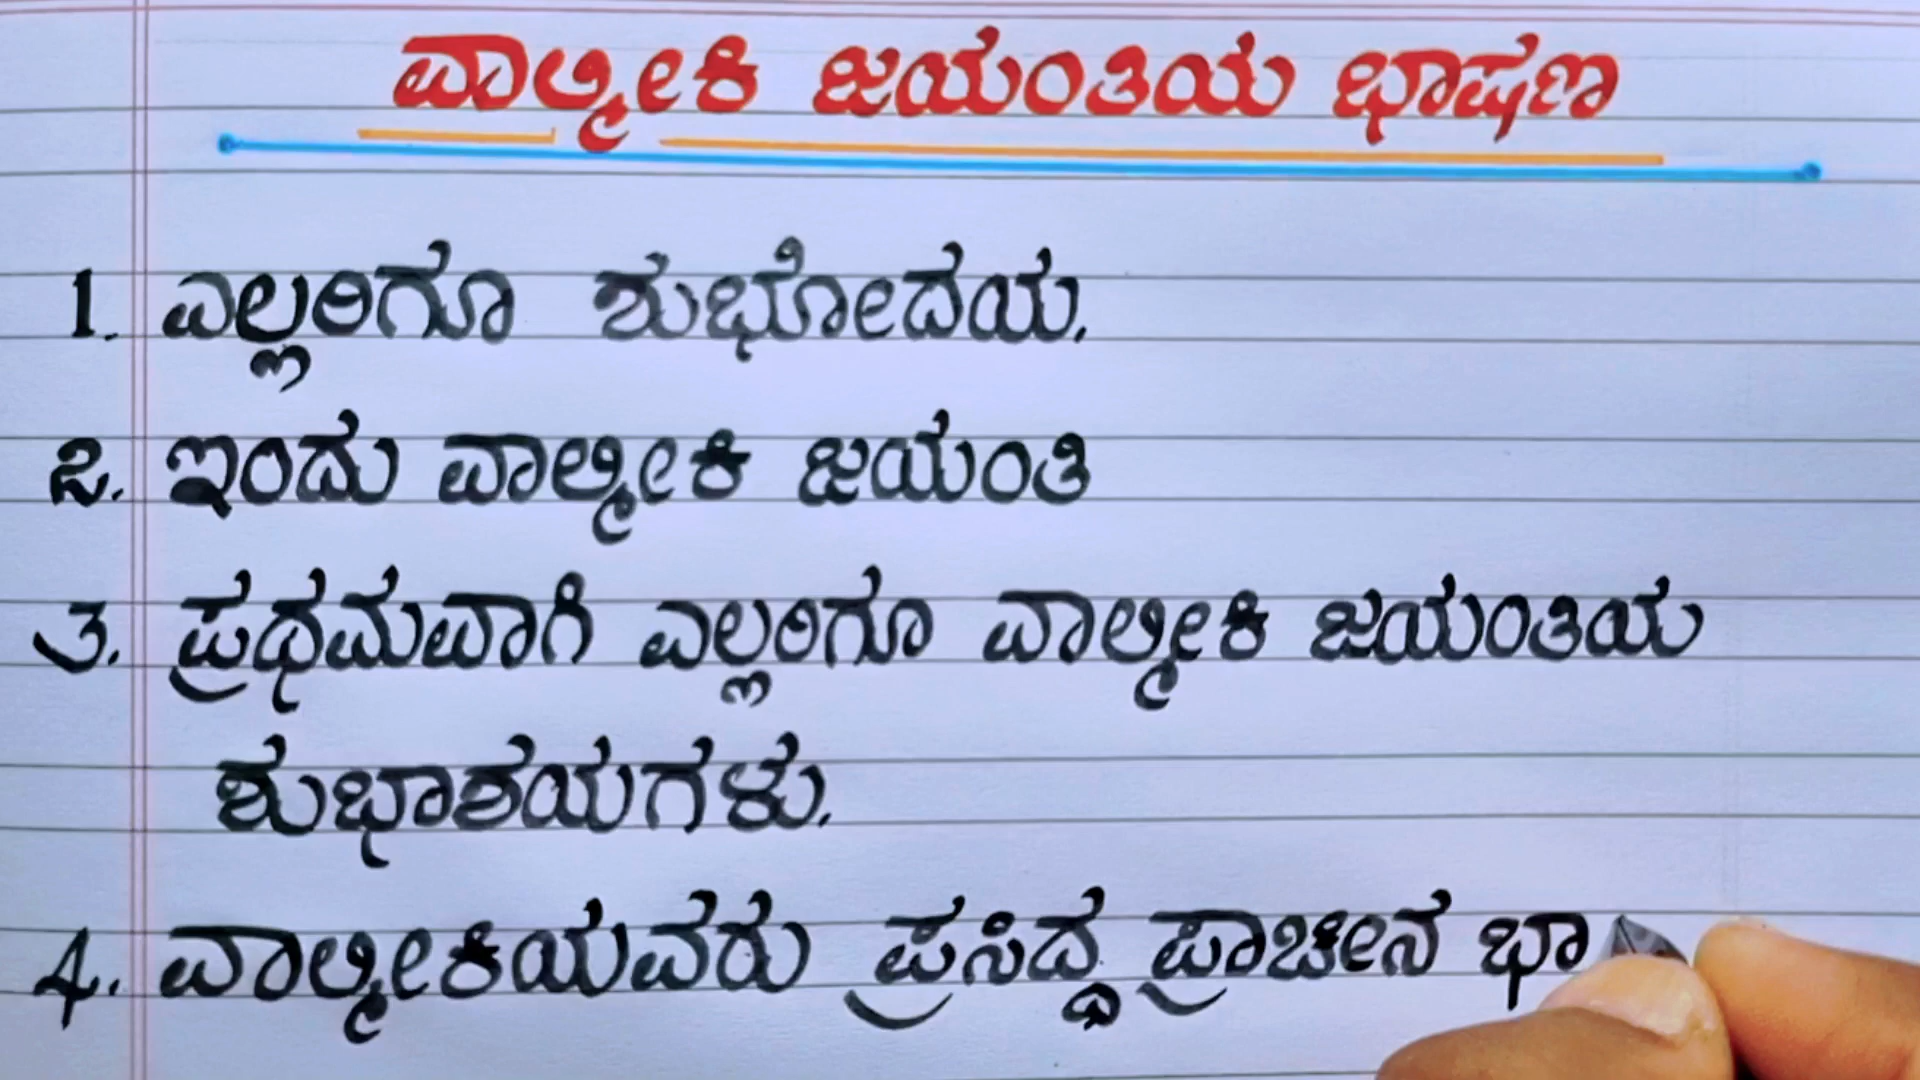 ವಾಲ್ಮೀಕಿ ಜಯಂತಿಯ ಭಾಷಣ
1. ಎಲ್ಲರಿಗೂ ಶುಭೋದಯ.
2. ಇಂದು ವಾಲ್ಮೀಕಿ ಜಯಂತಿ
3. ಪ್ರಥಮವಾಗಿ ಎಲ್ಲರಿಗೂ ವಾಲ್ಮೀಕಿ ಜಯಂತಿಯ
ಶುಭಾಶಯಗಳು.
4. ವಾಲ್ಮೀಕಿಯವರು ಪ್ರಸಿದ್ಧ ಪ್ರಾಚೀನ ಭಾ